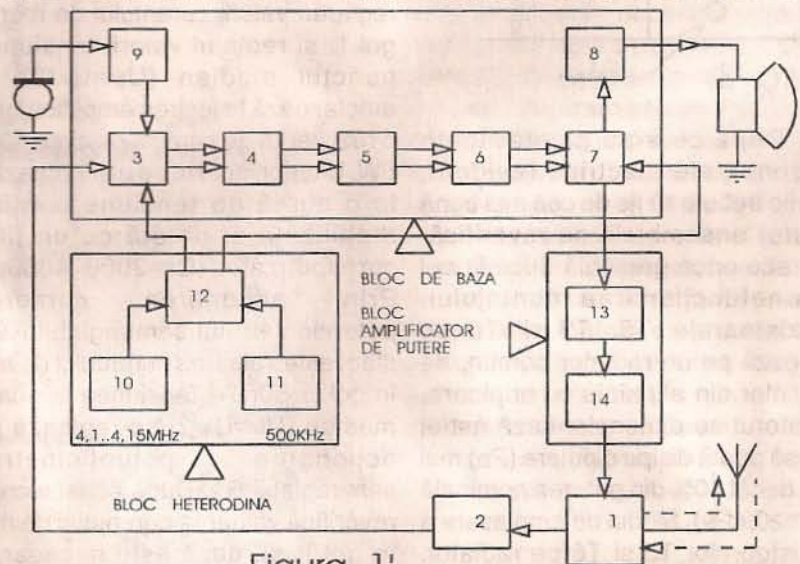 9
8
3
4
5
6
7
BLOC DE BAZA
12
BLOC
AMPLIFICATOR
DE PUTERE
13
10
11
14
4,1..4,15MHz
500KHz
BLOC HETERODINA
2
Figura 1'